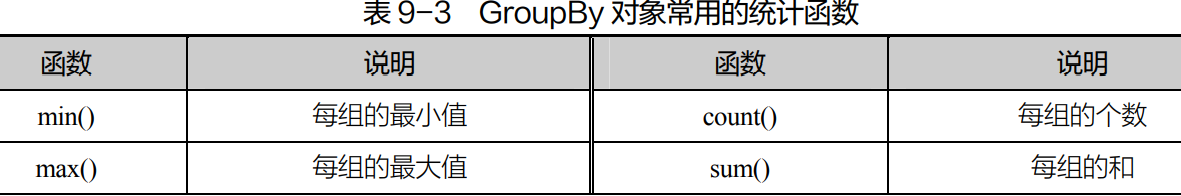 表 9-3 GroupBy 对象常用的统计函数
函数 说明 函数 说明
min() 每组的最小值 count() 每组的个数
max() 每组的最大值 sum() 每组的和